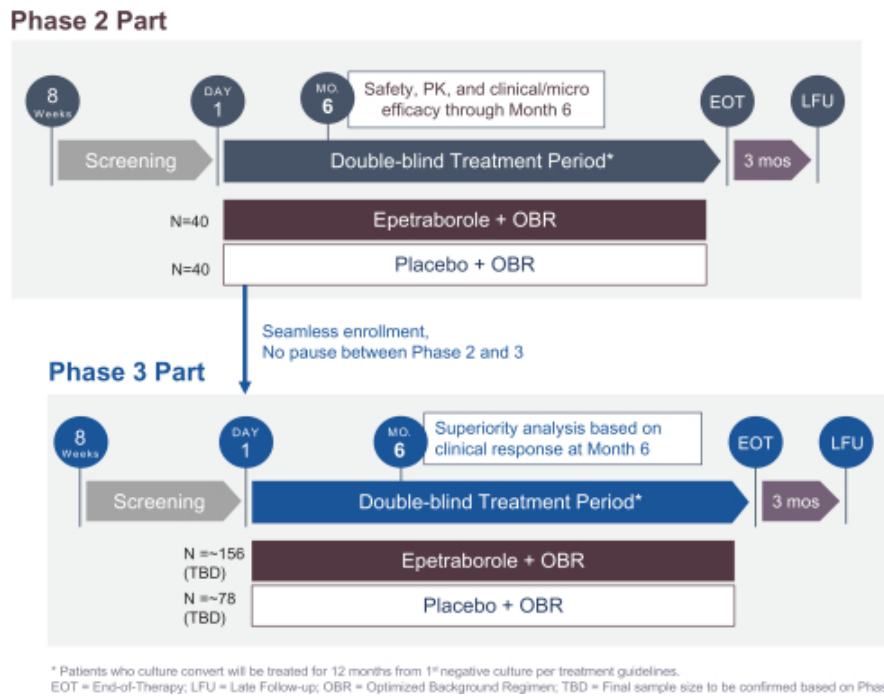 Phase 2 Part
8
Weeks
DAY
1
MO.
6
Safety, PK, and clinical/micro
efficacy through Month 6
EOT
LFU
Screening
Double-blind Treatment Period*
3 mos
N=40
Epetraborole + OBR
N=40
Placebo + OBR
Seamless enrollment,
No pause between Phase 2 and 3
Phase 3 Part
8
Weeks
DAY
1
MO.
6
Superiority analysis based on
clinical response at Month 6
EOT
LFU
Screening
Double-blind Treatment Period*
3 mos
N =~156
(TBD)
Epetraborole + OBR
N =~78
(TBD)
Placebo + OBR
* Patients who culture convert will be treated for 12 months from 1st negative culture per treatment guidelines.
EOT = End-of-Therapy; LFU = Late Follow-up; OBR = Optimized Background Regimen; TBD = Final sample size to be confirmed based on Phas